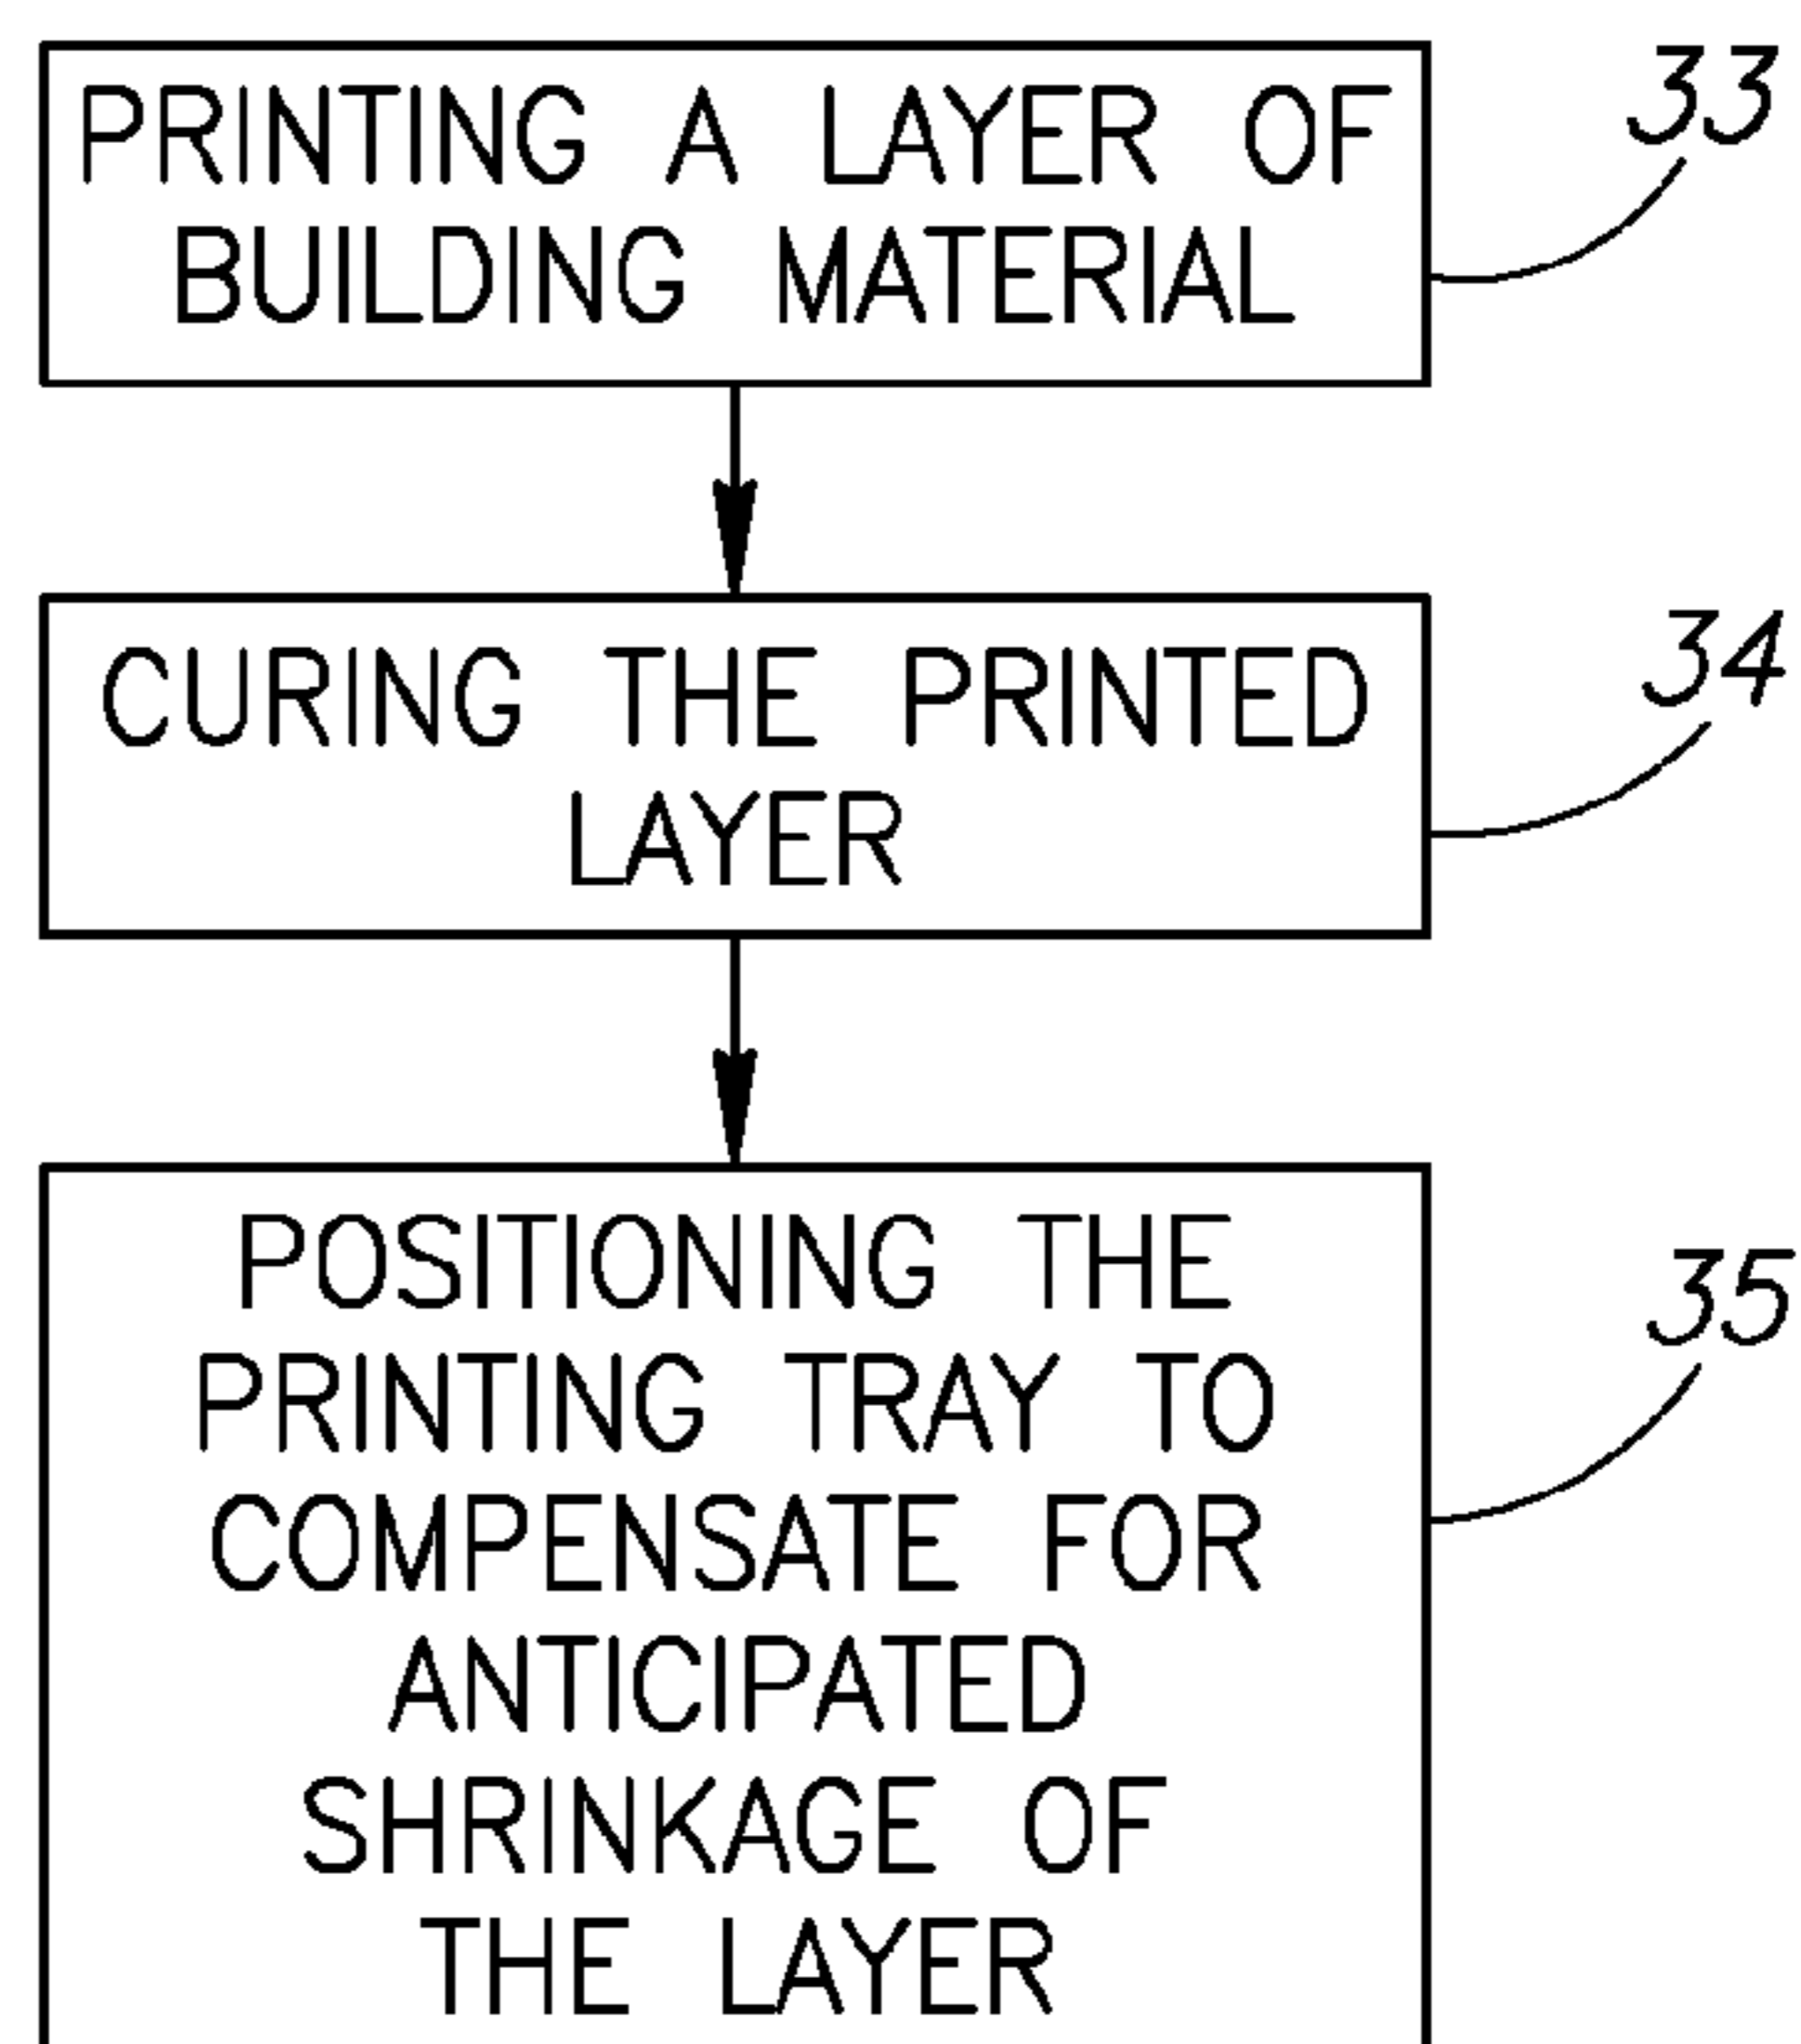 PRINTING A LAYER OF
BUILDING MATERIAL
33
CURING THE PRINTED
LAYER
34
POSITIONING THE
PRINTING TRAY TO
COMPENSATE FOR
ANTICIPATED
SHRINKAGE OF
THE LAYER
35